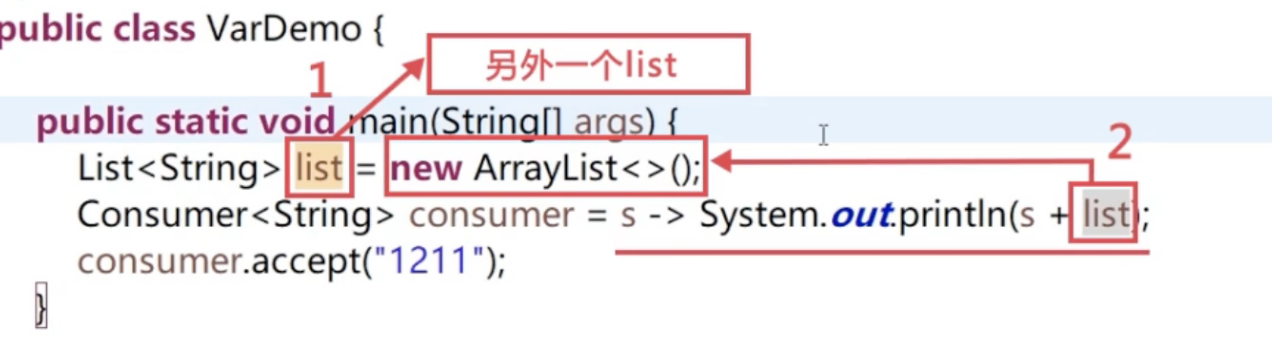 public class VarDemo {
另外一个list
1
public static void main(String[] args) {
2
List<String> list = new ArrayList<>();
Consumer<String> consumer = s -> System.out.println(s + list);
consumer.accept("1211");
}